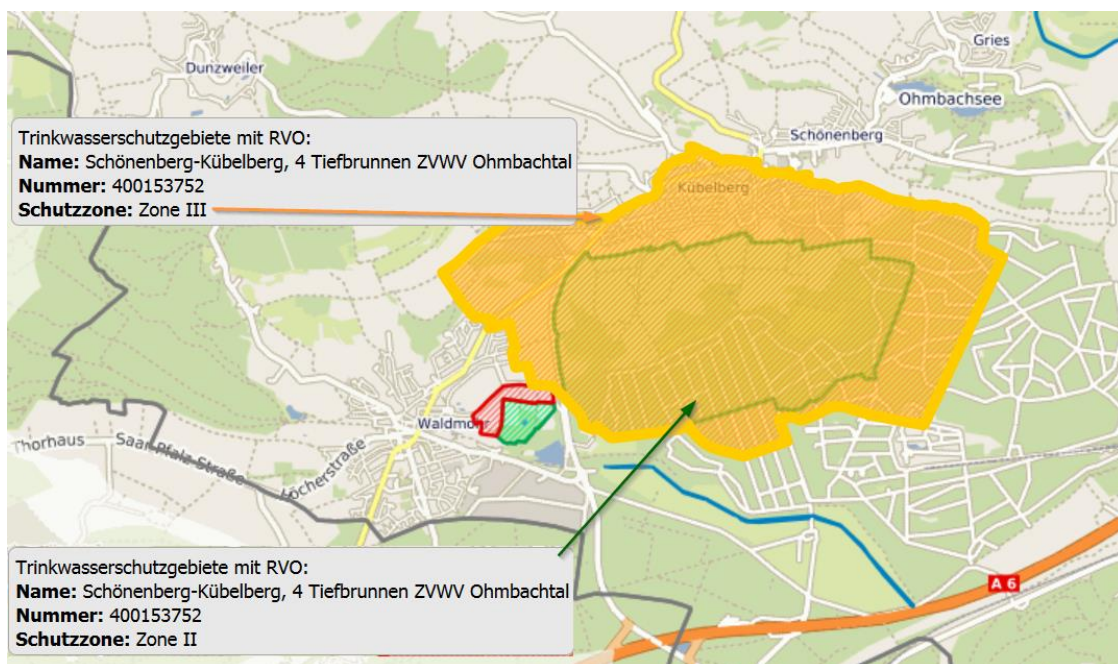 Gries
Dunzweiler
Ohmbachsee
Schönenberg
Trinkwasserschutzgebiete mit RVO:
Name: Schönenberg-Kübelberg, 4 Tiefbrunnen ZVWV Ohmbachtal
Nummer: 400153752
Schutzzone: Zone III
Kübelberg
Waldmo
Thorhaus
Saar-Pfalz-Straße
Locherstraße
Trinkwasserschutzgebiete mit RVO:
Name: Schönenberg-Kübelberg, 4 Tiefbrunnen ZVWV Ohmbachtal
Nummer: 400153752
Schutzzone: Zone II
A 6